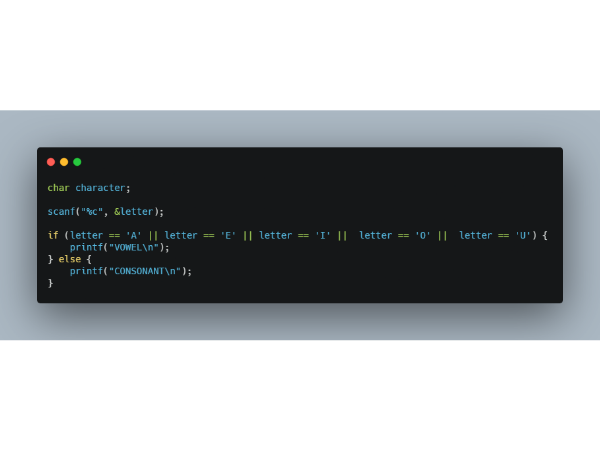 char character;
scanf("%c", &letter);
if (letter == 'A' || letter == 'E' || letter == 'I' ||  letter == 'O' ||  letter == 'U') {
    printf("VOWEL\n");
} else {
    printf("CONSONANT\n");
}